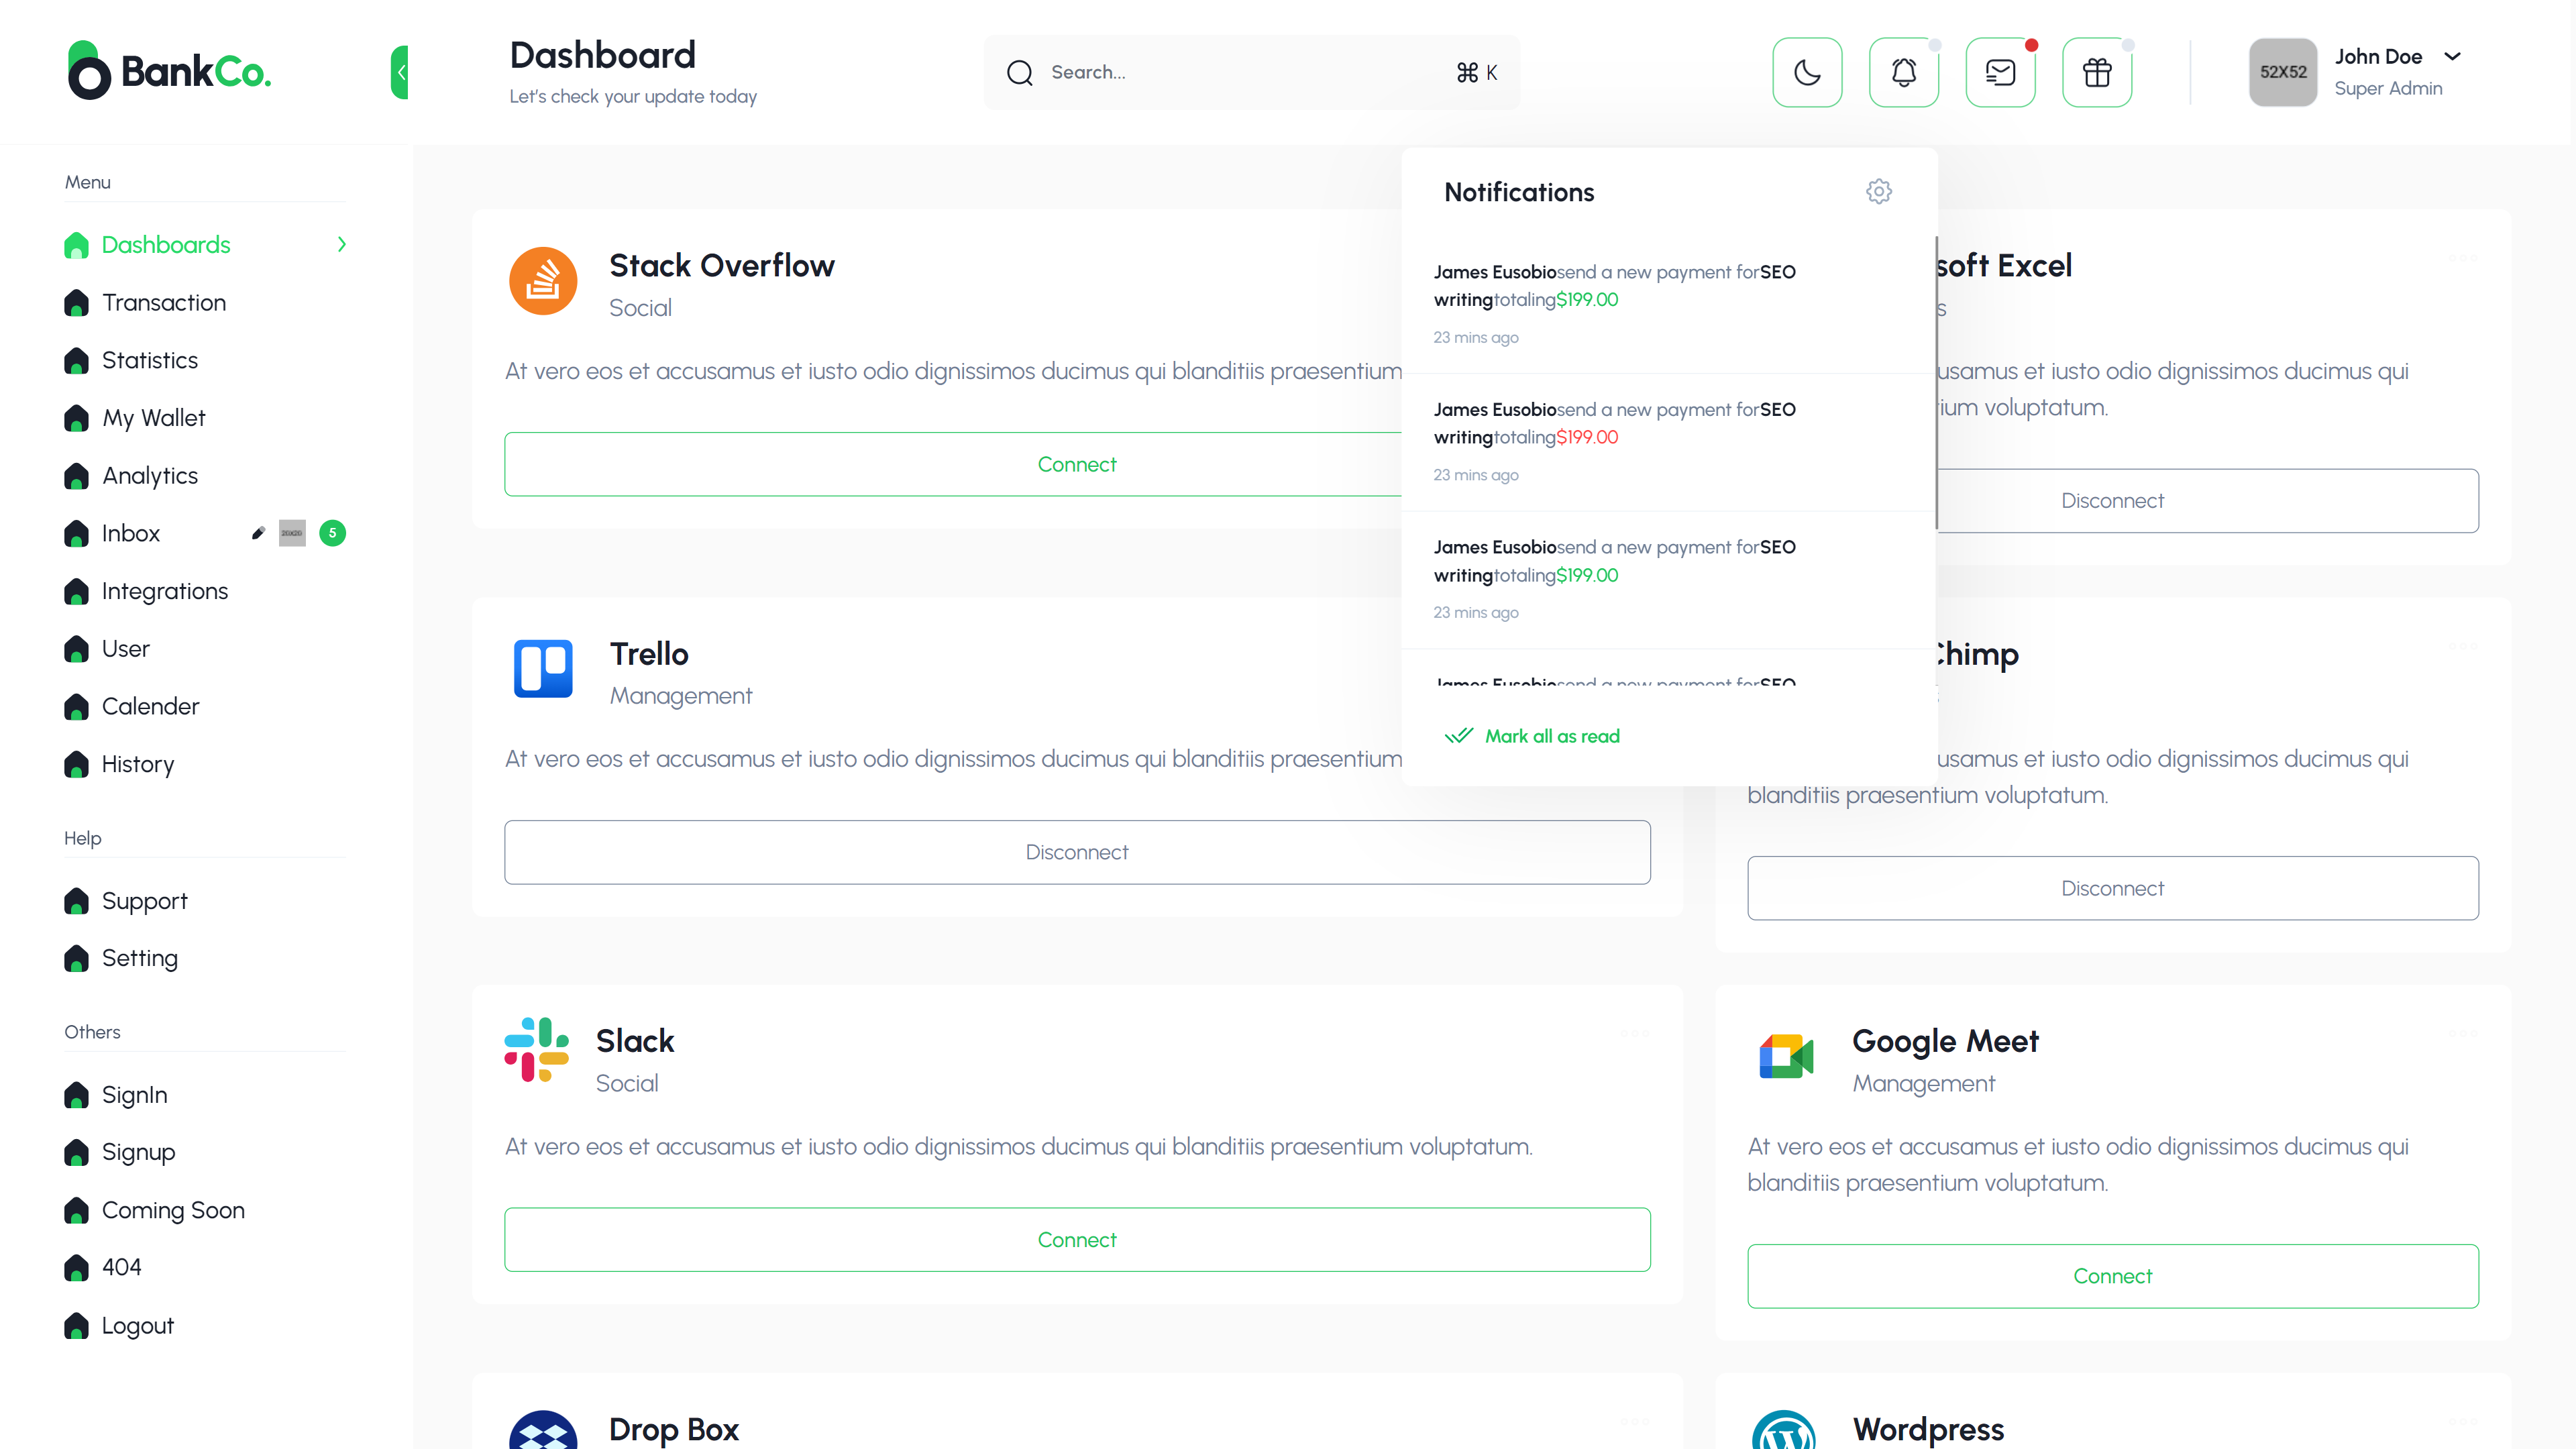 BankCo.
Dashboard
Let's check your update today
Search...
⌘ K
52X52
John Doe
Super Admin
Menu
Dashboards
Transaction
Statistics
My Wallet
Analytics
Inbox
5
Integrations
User
Calender
History
Help
Support
Setting
Others
SignIn
Signup
Coming Soon
404
Logout
Notifications
James Eusobiosend a new payment forSEO
writingtotaling$199.00
23 mins ago
James Eusobiosend a new payment forSEO
writingtotaling$199.00
23 mins ago
James Eusobiosend a new payment forSEO
writingtotaling$199.00
23 mins ago
James Eusobiosend a new payment forSEO
Mark all as read
Stack Overflow
Social
At vero eos et accusamus et iusto odio dignissimos ducimus qui blanditiis praesentium
Connect
soft Excel
s
usamus et iusto odio dignissimos ducimus qui
ium voluptatum.
Disconnect
Trello
Management
At vero eos et accusamus et iusto odio dignissimos ducimus qui blanditiis praesentium
Disconnect
Chimp
usamus et iusto odio dignissimos ducimus qui
blanditiis praesentium voluptatum.
Disconnect
Slack
Social
At vero eos et accusamus et iusto odio dignissimos ducimus qui blanditiis praesentium voluptatum.
Connect
Google Meet
Management
At vero eos et accusamus et iusto odio dignissimos ducimus qui
blanditiis praesentium voluptatum.
Connect
Drop Box
Wordpress